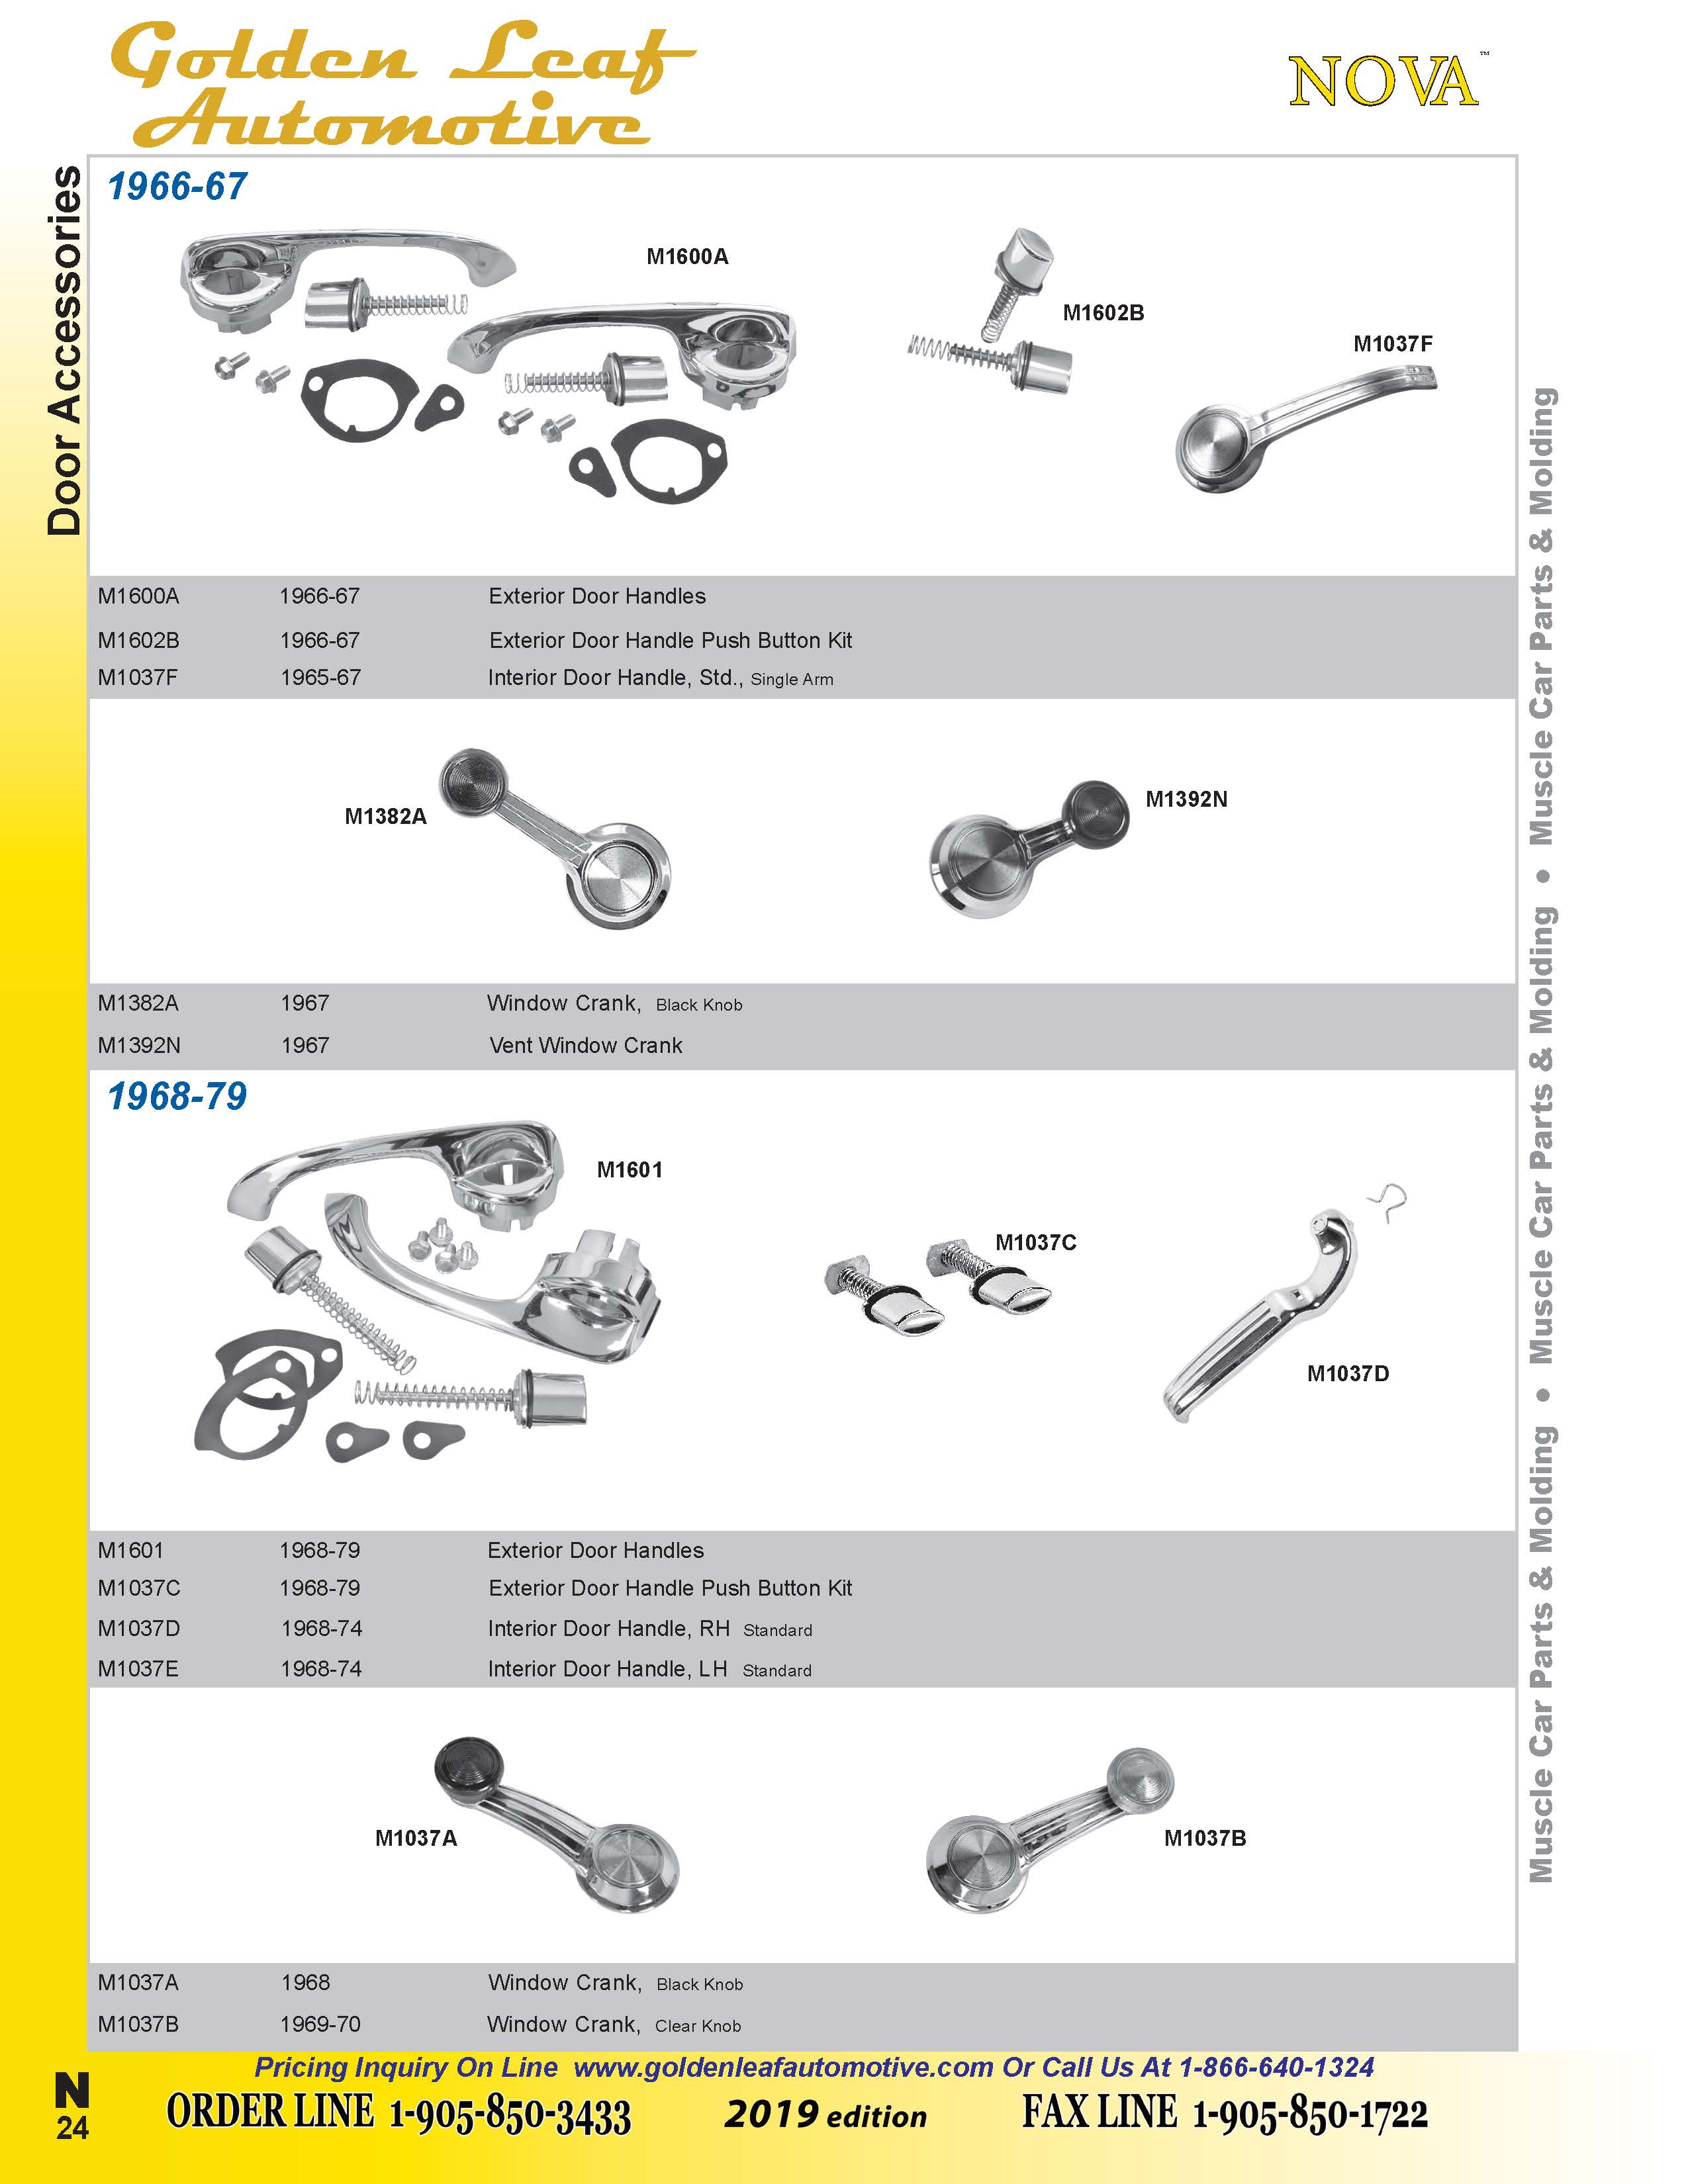 Golden Leaf
Automotive
NOVA™
Door Accessories
1966-67
M1600A
M1602B
M1037F
M1600A 1966-67 Exterior Door Handles
M1602B 1966-67 Exterior Door Handle Push Button Kit
M1037F 1965-67 Interior Door Handle, Std., Single Arm
M1382A
M1392N
M1382A 1967 Window Crank, Black Knob
M1392N 1967 Vent Window Crank
1968-79
M1601
M1037C
M1037D
M1601 1968-79 Exterior Door Handles
M1037C 1968-79 Exterior Door Handle Push Button Kit
M1037D 1968-74 Interior Door Handle, RH Standard
M1037E 1968-74 Interior Door Handle, LH Standard
M1037A
M1037B
M1037A 1968 Window Crank, Black Knob
M1037B 1969-70 Window Crank, Clear Knob
Muscle Car Parts & Molding • Muscle Car Parts & Molding • Muscle Car Parts & Molding
Pricing Inquiry On Line www.goldenleafautomotive.com Or Call Us At 1-866-640-1324
N
24
ORDER LINE 1-905-850-3433 2019 edition FAX LINE 1-905-850-1722